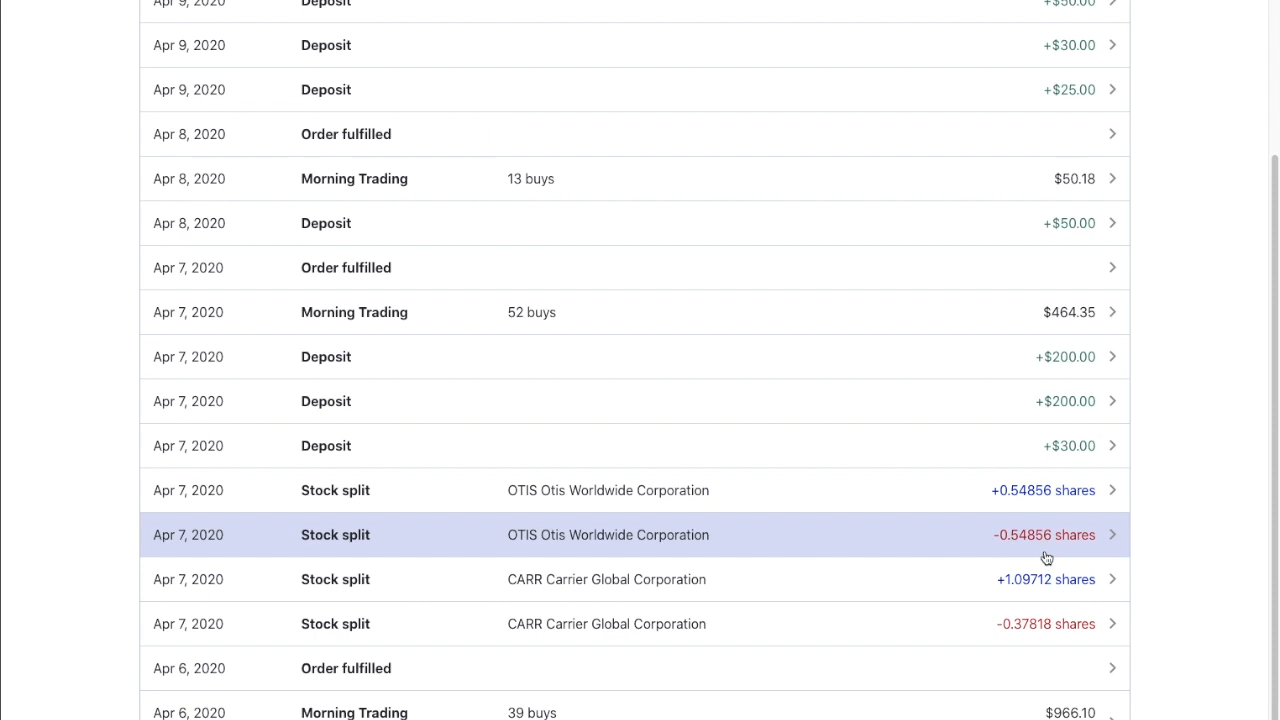 Apr 9, 2020 Deposit +$50.00
Apr 9, 2020 Deposit +$30.00
Apr 9, 2020 Deposit +$25.00
Apr 8, 2020 Order fulfilled
Apr 8, 2020 Morning Trading 13 buys $50.18
Apr 8, 2020 Deposit +$50.00
Apr 7, 2020 Order fulfilled
Apr 7, 2020 Morning Trading 52 buys $464.35
Apr 7, 2020 Deposit +$200.00
Apr 7, 2020 Deposit +$200.00
Apr 7, 2020 Deposit +$30.00
Apr 7, 2020 Stock split OTIS Otis Worldwide Corporation +0.54856 shares
Apr 7, 2020 Stock split OTIS Otis Worldwide Corporation -0.54856 shares
Apr 7, 2020 Stock split CARR Carrier Global Corporation +1.09712 shares
Apr 7, 2020 Stock split CARR Carrier Global Corporation -0.37818 shares
Apr 6, 2020 Order fulfilled
Apr 6, 2020 Morning Trading 39 buys $966.10